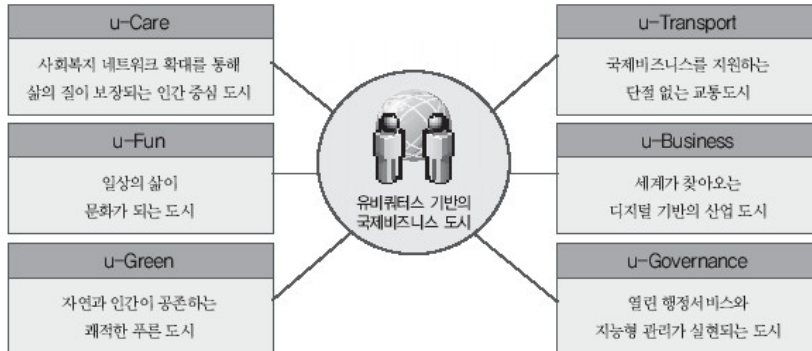 u-Care
사회복지 네트워크 확대를 통해
삶의 질이 보장되는 인간 중심 도시
u-Fun
일상의 삶이
문화가 되는 도시
u-Green
자연과 인간이 공존하는
쾌적한 푸른 도시
유비쿼터스 기반의
국제비즈니스 도시
u-Transport
국제비즈니스를 지원하는
단절 없는 교통도시
u-Business
세계가 찾아오는
디지털 기반의 산업 도시
u-Governance
열린 행정서비스와
지능형 관리가 실현되는 도시